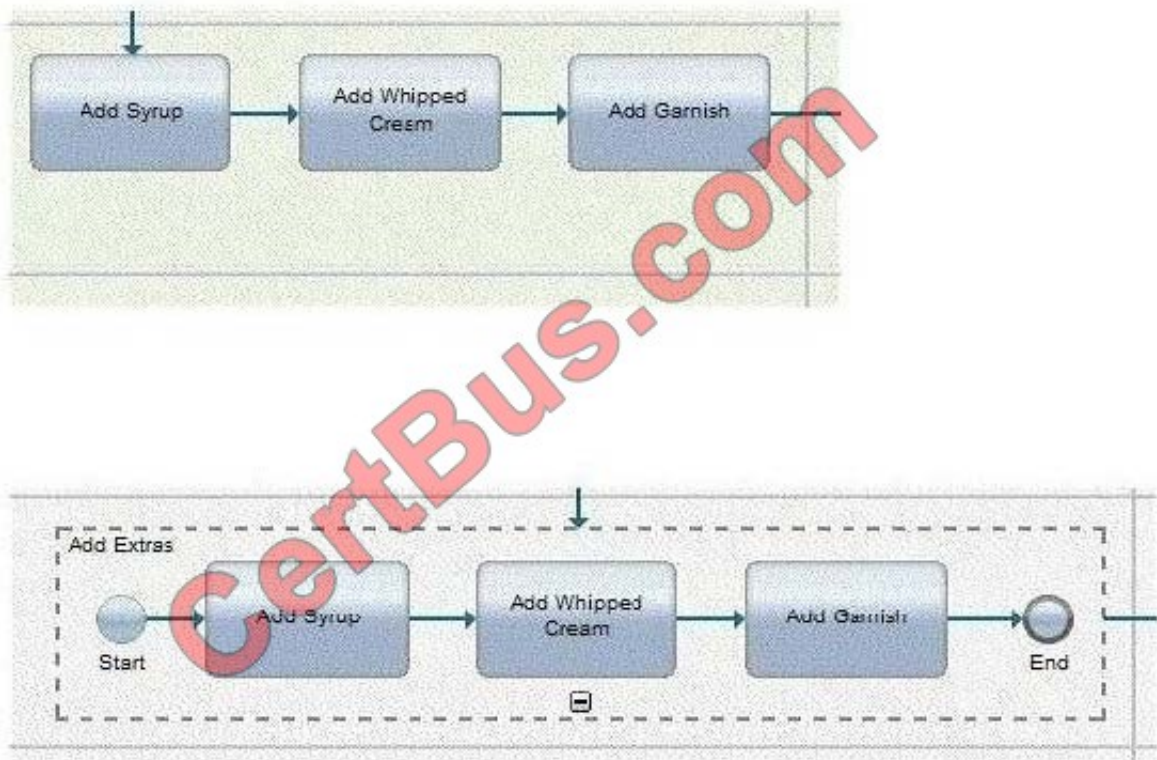 Add Syrup
Add Whipped
Cream
Add Garnish
CertBus.com
Add Extras
Add Syrup
Add Whipped
Cream
Add Garnish
Start
End